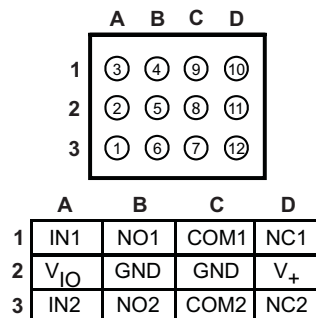 A B C D
1 3 4 9 10
2 2 5 8 11
3 1 6 7 12
A B C D
1 IN1 NO1 COM1 NC1
2 VIO GND GND V+
3 IN2 NO2 COM2 NC2